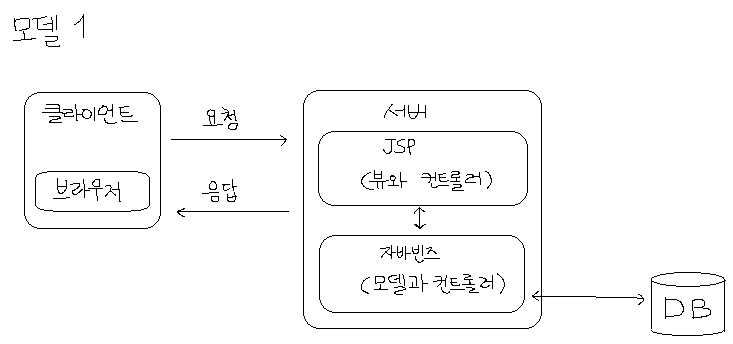 모델 1
클라이언트
브라우저
요청
응답
서버
JSP
(뷰와 컨트롤러)
자바빈즈
(모델과 컨트롤러)
DB